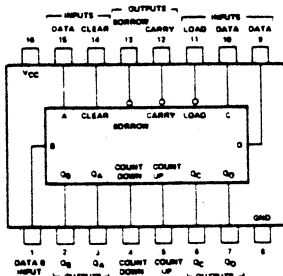 INPUTS OUTPUTS INPUTS
DATA CLEAR BORROW CARRY LOAD DATA DATA
16 15 14 13 12 11 10 9
VCC
A CLEAR CARRY LOAD C
BORROW
B D
QB QA COUNT DOWN COUNT UP QC QD
GND
1 2 3 4 5 6 7 8
DATA B INPUT QB QA COUNT DOWN COUNT UP QC QD
OUTPUTS INPUTS OUTPUTS